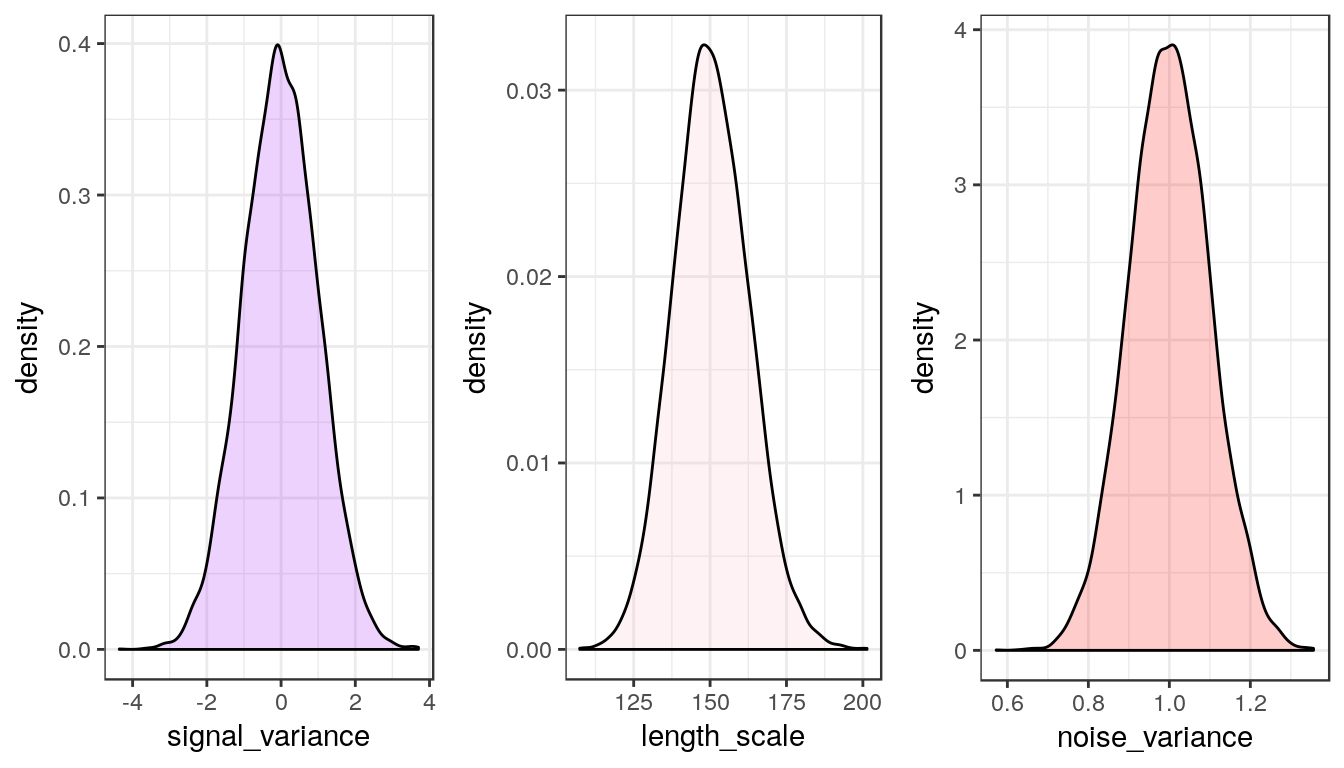 density
0.4
0.3
0.2
0.1
0.0
-4 -2 0 2 4
signal_variance
density
0.03
0.02
0.01
0.00
125 150 175 200
length_scale
density
4
3
2
1
0
0.6 0.8 1.0 1.2
noise_variance